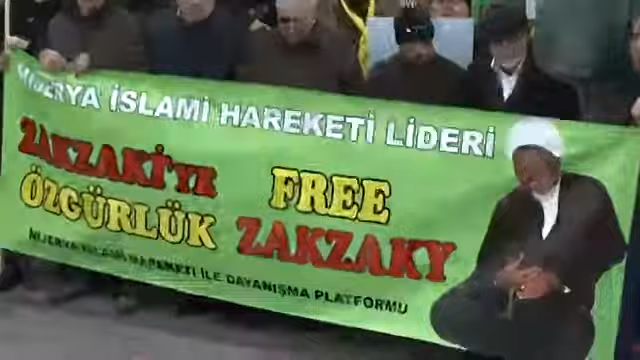 NİJERYA İSLAMİ HAREKETİ LİDERİ
ZAKZAKİ'YE
ÖZGÜRLÜK
FREE
ZAKZAKY
NİJERYA İSLAMİ HAREKETİ İLE DAYANIŞMA PLATFORMU